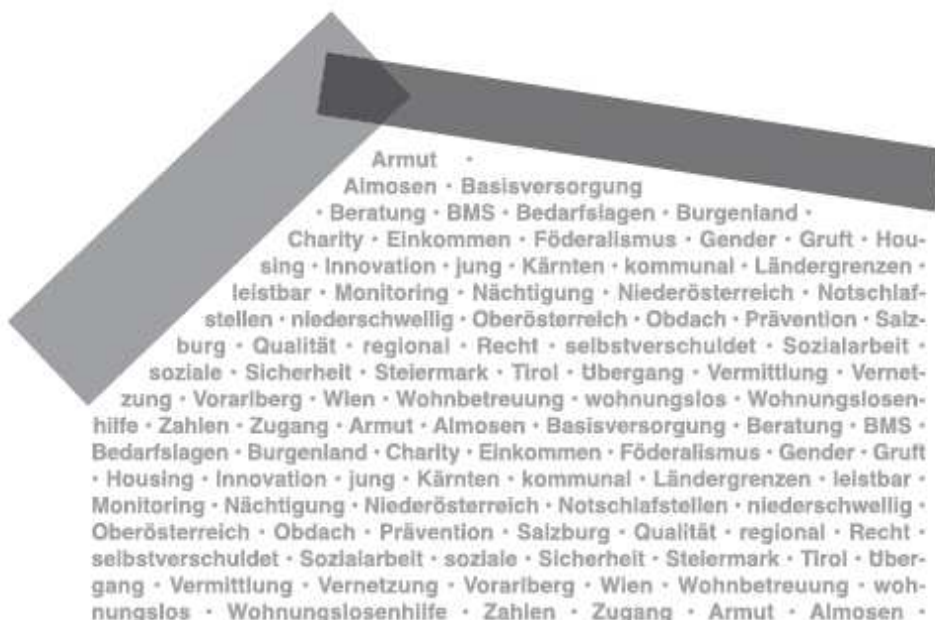 Armut ·
Almosen · Basisversorgung
· Beratung · BMS · Bedarfslagen · Burgenland ·
Charity · Einkommen · Föderalismus · Gender · Gruft · Hou-
sing · Innovation · jung · Kärnten · kommunal · Ländergrenzen ·
leistbar · Monitoring · Nächtigung · Niederösterreich · Notschlaf-
stellen · niederschwellig · Oberösterreich · Obdach · Prävention · Salz-
burg · Qualität · regional · Recht · selbstverschuldet · Sozialarbeit ·
soziale · Sicherheit · Steiermark · Tirol · Übergang · Vermittlung · Vernet-
zung · Vorarlberg · Wien · Wohnbetreuung · wohnungslos · Wohnungslosen-
hilfe · Zahlen · Zugang · Armut · Almosen · Basisversorgung · Beratung · BMS ·
Bedarfslagen · Burgenland · Charity · Einkommen · Föderalismus · Gender · Gruft
· Housing · Innovation · jung · Kärnten · kommunal · Ländergrenzen · leistbar ·
Monitoring · Nächtigung · Niederösterreich · Notschlafstellen · niederschwellig ·
Oberösterreich · Obdach · Prävention · Salzburg · Qualität · regional · Recht ·
selbstverschuldet · Sozialarbeit · soziale · Sicherheit · Steiermark · Tirol · Über-
gang · Vermittlung · Vernetzung · Vorarlberg · Wien · Wohnbetreuung · woh-
nungslos · Wohnungslosenhilfe · Zahlen · Zugang · Armut · Almosen ·